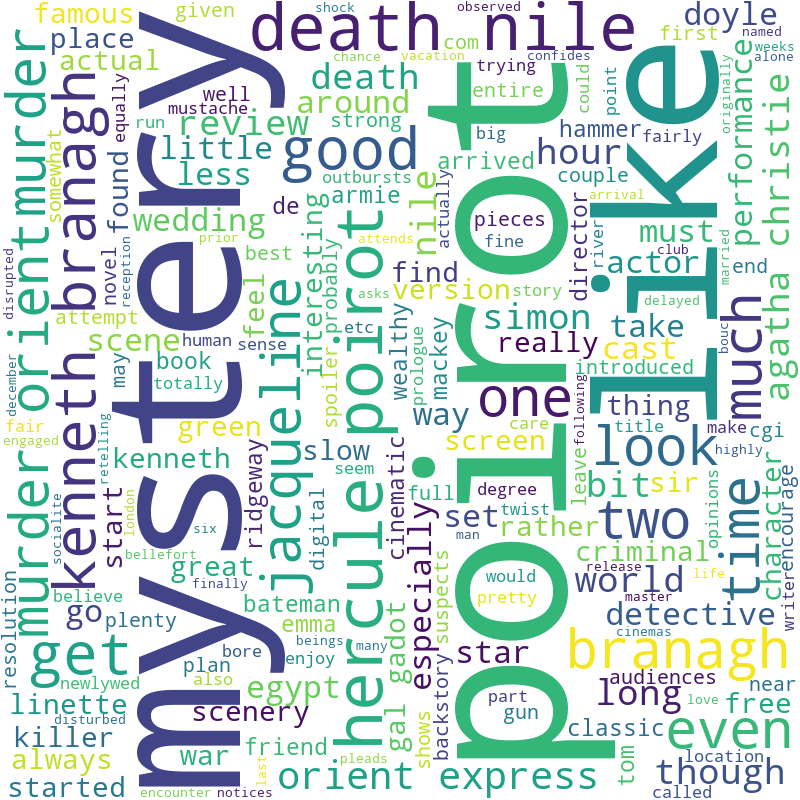 mystery
poirot
like
death nile
kenneth branagh
hercule poirot
murder orient
murder
orient express
jacqueline
branagh
good
look
one
two
get
even
much
time
long
though
death
nile
simon
review
scene
wedding
egypt
linette
killer
started
always
star
scenery
war
friend
great
kenneth
green
bateman
emma
gal gadot
especially
cinematic
agatha christie
performance
character
detective
world
criminal
rather
set
bit
sir
cast
take
actor
must
hour
doyle
hammer
director
really
version
find
way
screen
thing
introduced
free
classic
audiences
tom
gun
part
backstory
shows
suspects
would
pretty
degree
twist
man
full
care
story
pieces
fine
arrived
entire
trying
com
observed
confides
shock
chance
vacation
famous
place
actual
given
around
strong
little
less
well
mustache
run
equally
found
novel
reception
may
human
sense
book
totally
feel
best
de
prior
interesting
probably
spoiler
etc
attends
asks
outbursts
armie
wealthy
mackey
prologue
actually
slow
seem
digital
ridgeway
start
go
plenty
believe
newlywed
disturbed
resolution
also
plan
bore
enjoy
beings
many
pleads
last
encounter
notices
finally
six
bellefort
london
retelling
socialite
engaged
fair
december
disrupted
attempt
somewhat
big
could
point
couple
fairly
first
originally
named
weeks
alone
arrival
river
club
married
delayed
end
bouc
title
make
highly
cgi
opinions
encourage
writer
near
life
love
location
called
cinemas
master
release
following
leave